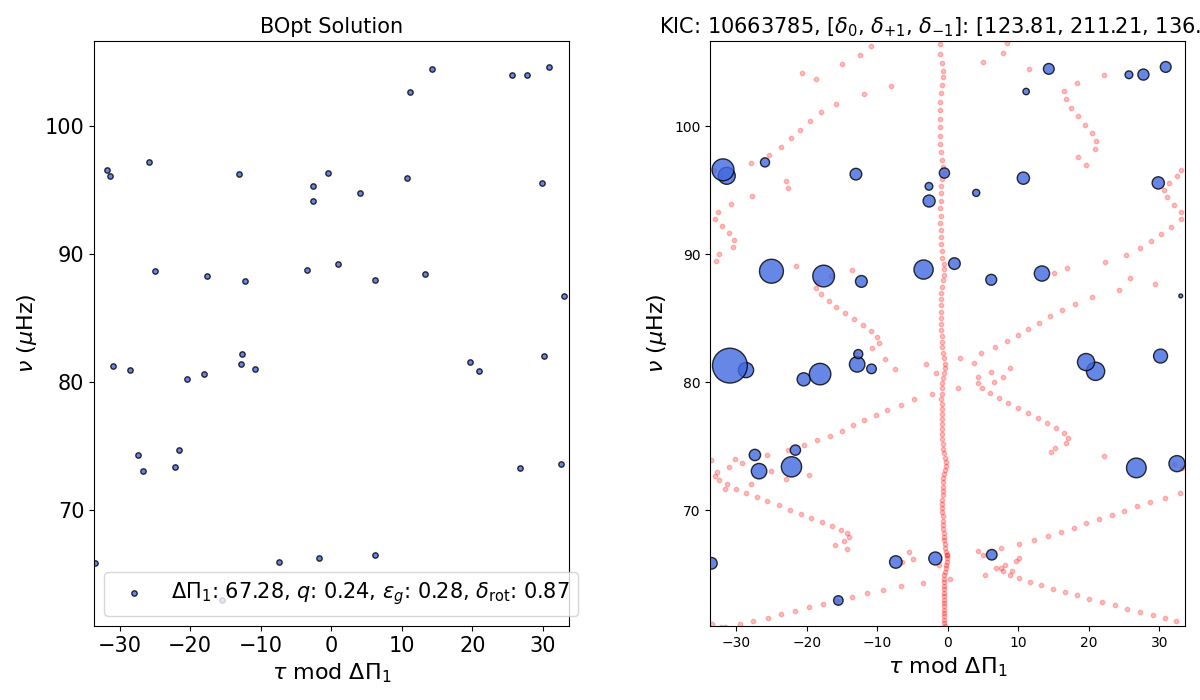 BOpt Solution
KIC: 10663785, [δ₀, δ₊₁, δ₋₁]: [123.81, 211.21, 136.
ν (μHz)
100
90
80
70
ΔΠ₁: 67.28, q: 0.24, εg: 0.28, δrot: 0.87
−30 −20 −10 0 10 20 30
τ mod ΔΠ₁
ν (μHz)
100
90
80
70
−30 −20 −10 0 10 20 30
τ mod ΔΠ₁